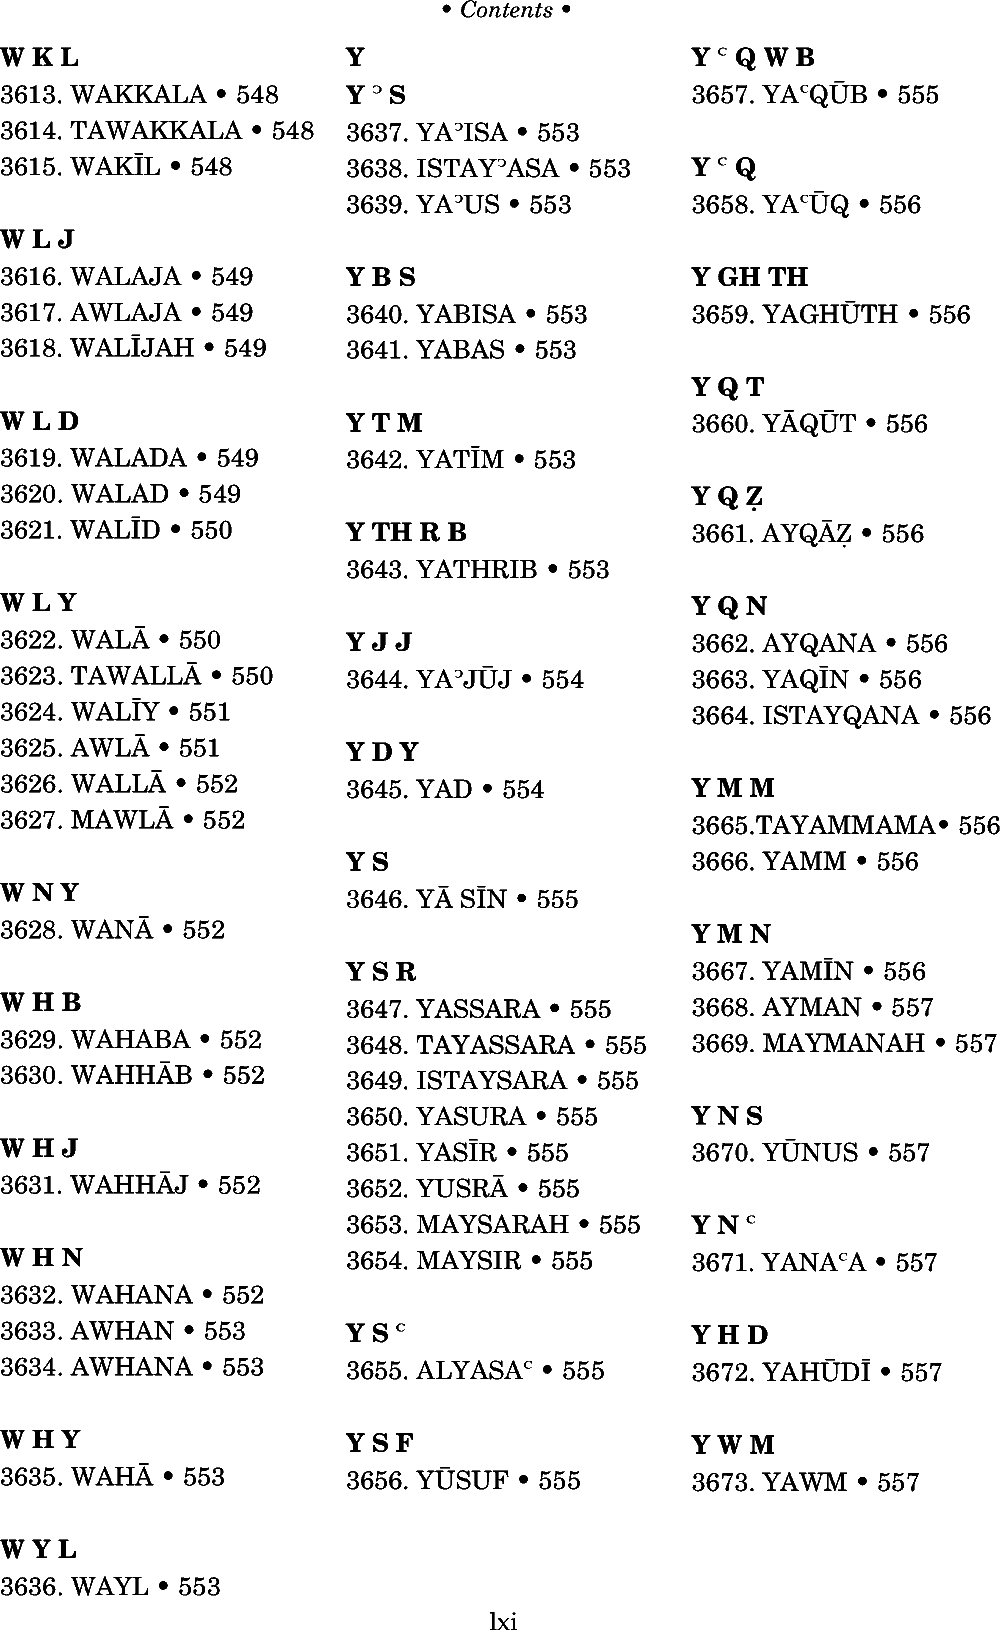 • Contents •
W K L
3613. WAKKALA • 548
3614. TAWAKKALA • 548
3615. WAKĪL • 548
W L J
3616. WALAJA • 549
3617. AWLAJA • 549
3618. WALĪJAH • 549
W L D
3619. WALADA • 549
3620. WALAD • 549
3621. WALĪD • 550
W L Y
3622. WALĀ • 550
3623. TAWALLĀ • 550
3624. WALĪY • 551
3625. AWLĀ • 551
3626. WALLĀ • 552
3627. MAWLĀ • 552
W N Y
3628. WANĀ • 552
W H B
3629. WAHABA • 552
3630. WAHHĀB • 552
W H J
3631. WAHHĀJ • 552
W H N
3632. WAHANA • 552
3633. AWHAN • 553
3634. AWHANA • 553
W H Y
3635. WAHĀ • 553
W Y L
3636. WAYL • 553
Y
Y ʾ S
3637. YAʾISA • 553
3638. ISTAYʾASA • 553
3639. YAʾUS • 553
Y B S
3640. YABISA • 553
3641. YABAS • 553
Y T M
3642. YATĪM • 553
Y TH R B
3643. YATHRIB • 553
Y J J
3644. YAʾJŪJ • 554
Y D Y
3645. YAD • 554
Y S
3646. YĀ SĪN • 555
Y S R
3647. YASSARA • 555
3648. TAYASSARA • 555
3649. ISTAYSARA • 555
3650. YASURA • 555
3651. YASĪR • 555
3652. YUSRĀ • 555
3653. MAYSARAH • 555
3654. MAYSIR • 555
Y S ʿ
3655. ALYASAʿ • 555
Y S F
3656. YŪSUF • 555
Y ʿ Q W B
3657. YAʿQŪB • 555
Y ʿ Q
3658. YAʿŪQ • 556
Y GH TH
3659. YAGHŪTH • 556
Y Q T
3660. YĀQŪT • 556
Y Q Ẓ
3661. AYQĀẒ • 556
Y Q N
3662. AYQANA • 556
3663. YAQĪN • 556
3664. ISTAYQANA • 556
Y M M
3665.TAYAMMAMA• 556
3666. YAMM • 556
Y M N
3667. YAMĪN • 556
3668. AYMAN • 557
3669. MAYMANAH • 557
Y N S
3670. YŪNUS • 557
Y N ʿ
3671. YANAʿA • 557
Y H D
3672. YAHŪDĪ • 557
Y W M
3673. YAWM • 557
lxi